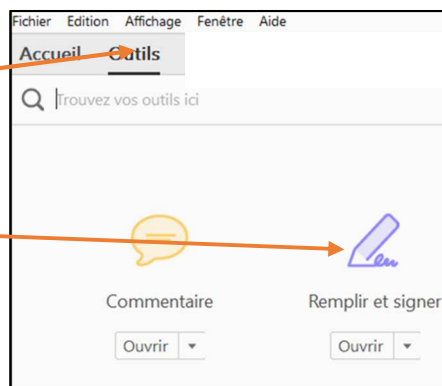 Fichier Edition Affichage Fenêtre Aide
Accueil Outils
Trouvez vos outils ici
Commentaire Remplir et signer
Ouvrir Ouvrir